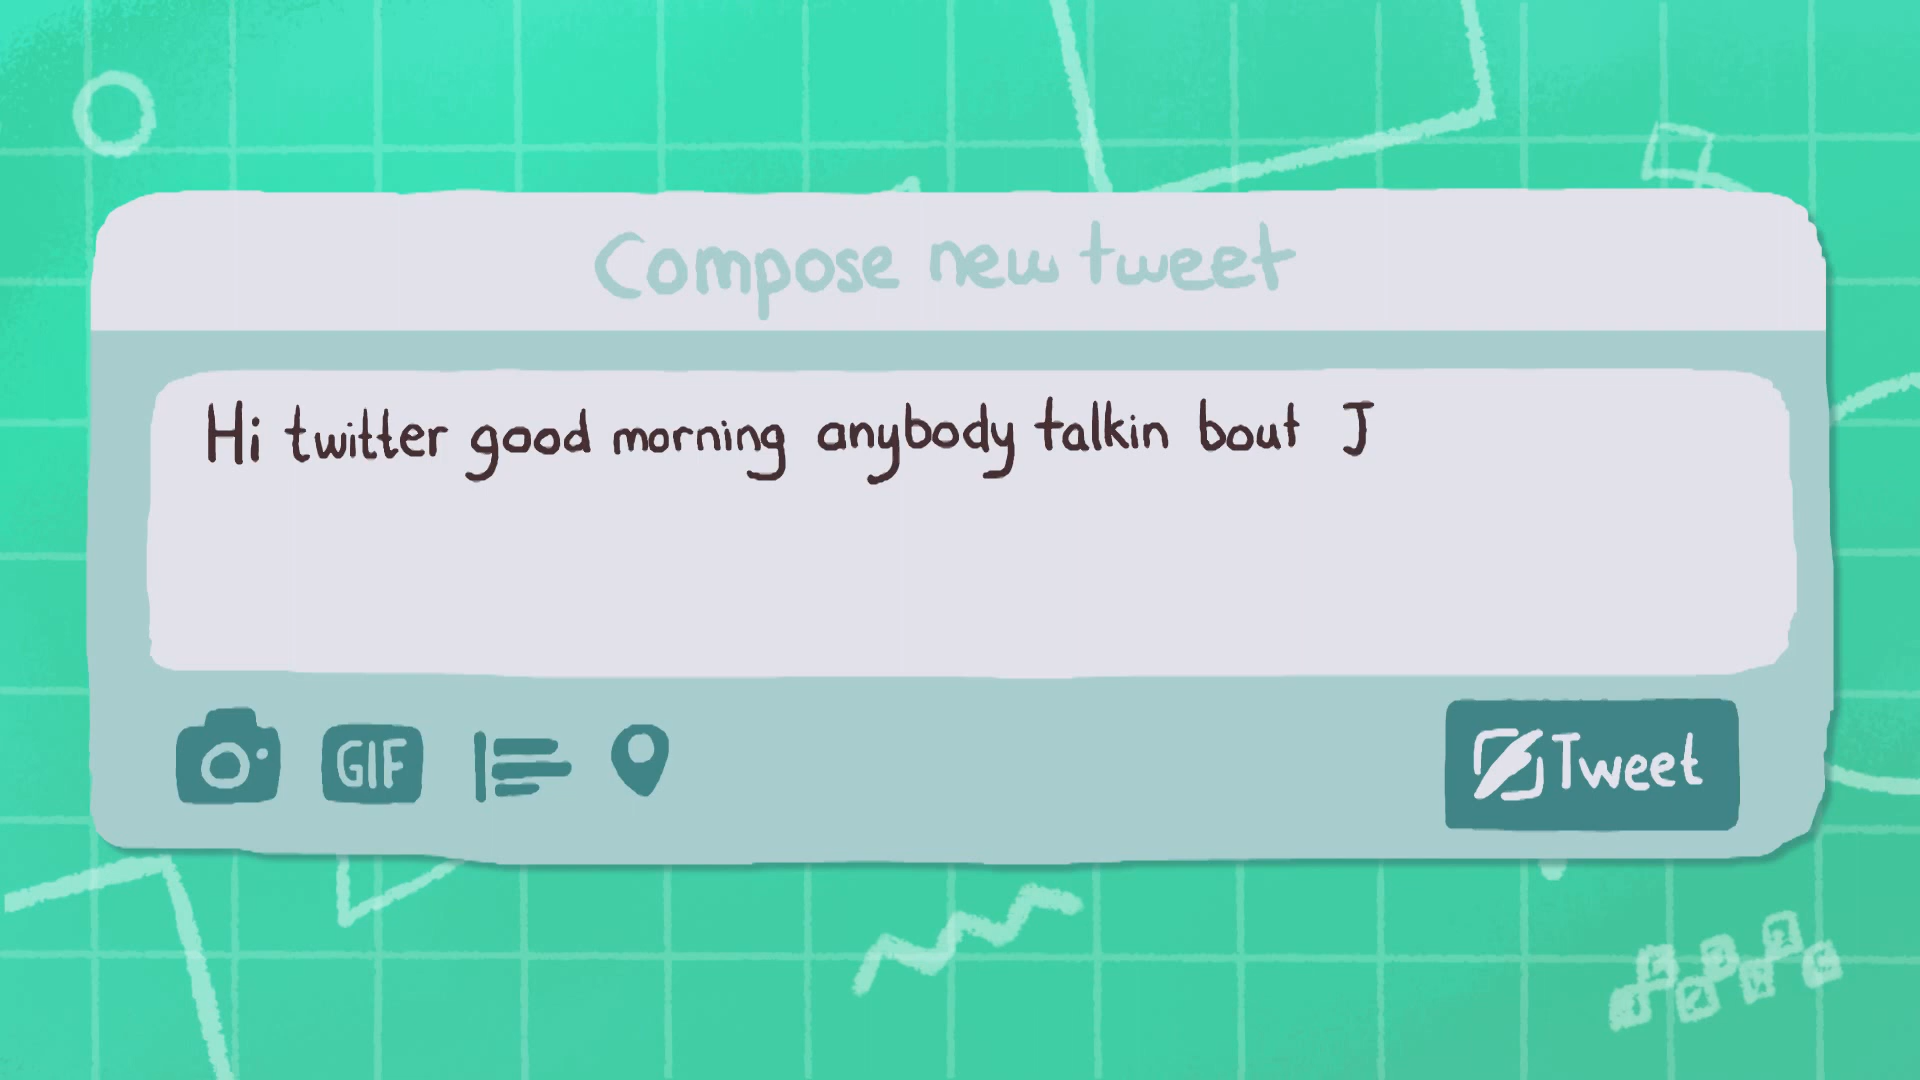 Compose new tweet
Hi twitter good morning anybody talkin bout J
GIF
Tweet